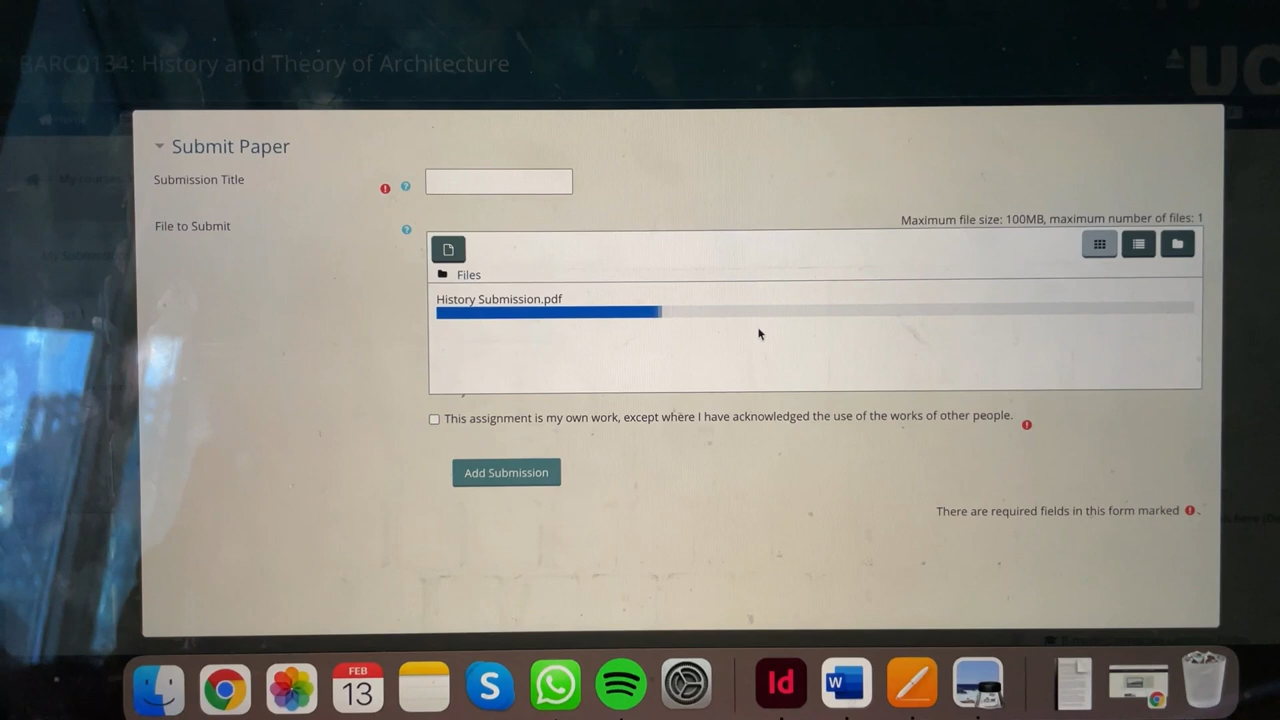 BARC0134: History and Theory of Architecture
UC
Submit Paper
Submission Title
File to Submit
Maximum file size: 100MB, maximum number of files: 1
Files
History Submission.pdf
This assignment is my own work, except where I have acknowledged the use of the works of other people.
Add Submission
There are required fields in this form marked
FEB
13
S
Id
W